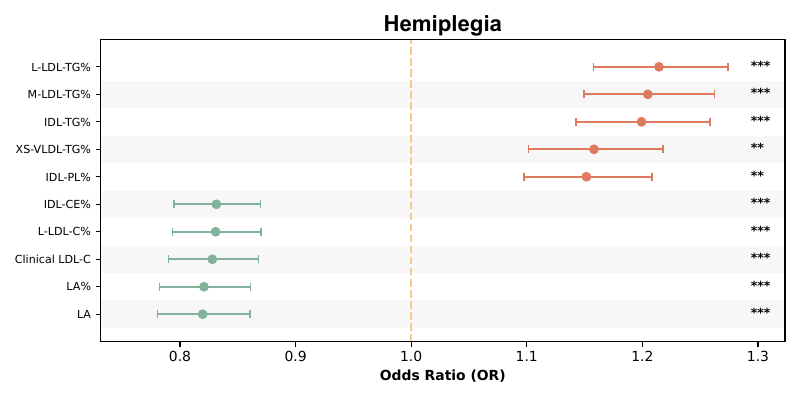 Hemiplegia
L-LDL-TG% ***
M-LDL-TG% ***
IDL-TG% ***
XS-VLDL-TG% **
IDL-PL% **
IDL-CE% ***
L-LDL-C% ***
Clinical LDL-C ***
LA% ***
LA ***
0.8 0.9 1.0 1.1 1.2 1.3
Odds Ratio (OR)